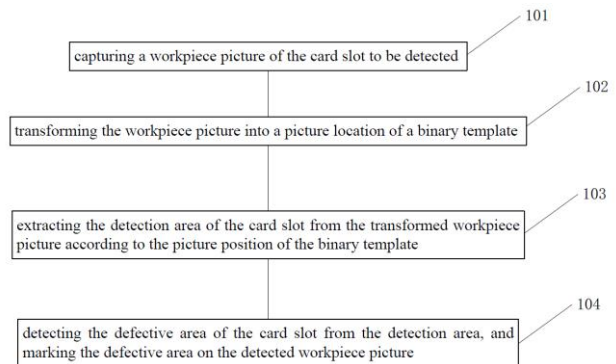 101
capturing a workpiece picture of the card slot to be detected
102
transforming the workpiece picture into a picture location of a binary template
103
extracting the detection area of the card slot from the transformed workpiece
picture according to the picture position of the binary template
104
detecting the defective area of the card slot from the detection area, and
marking the defective area on the detected workpiece picture